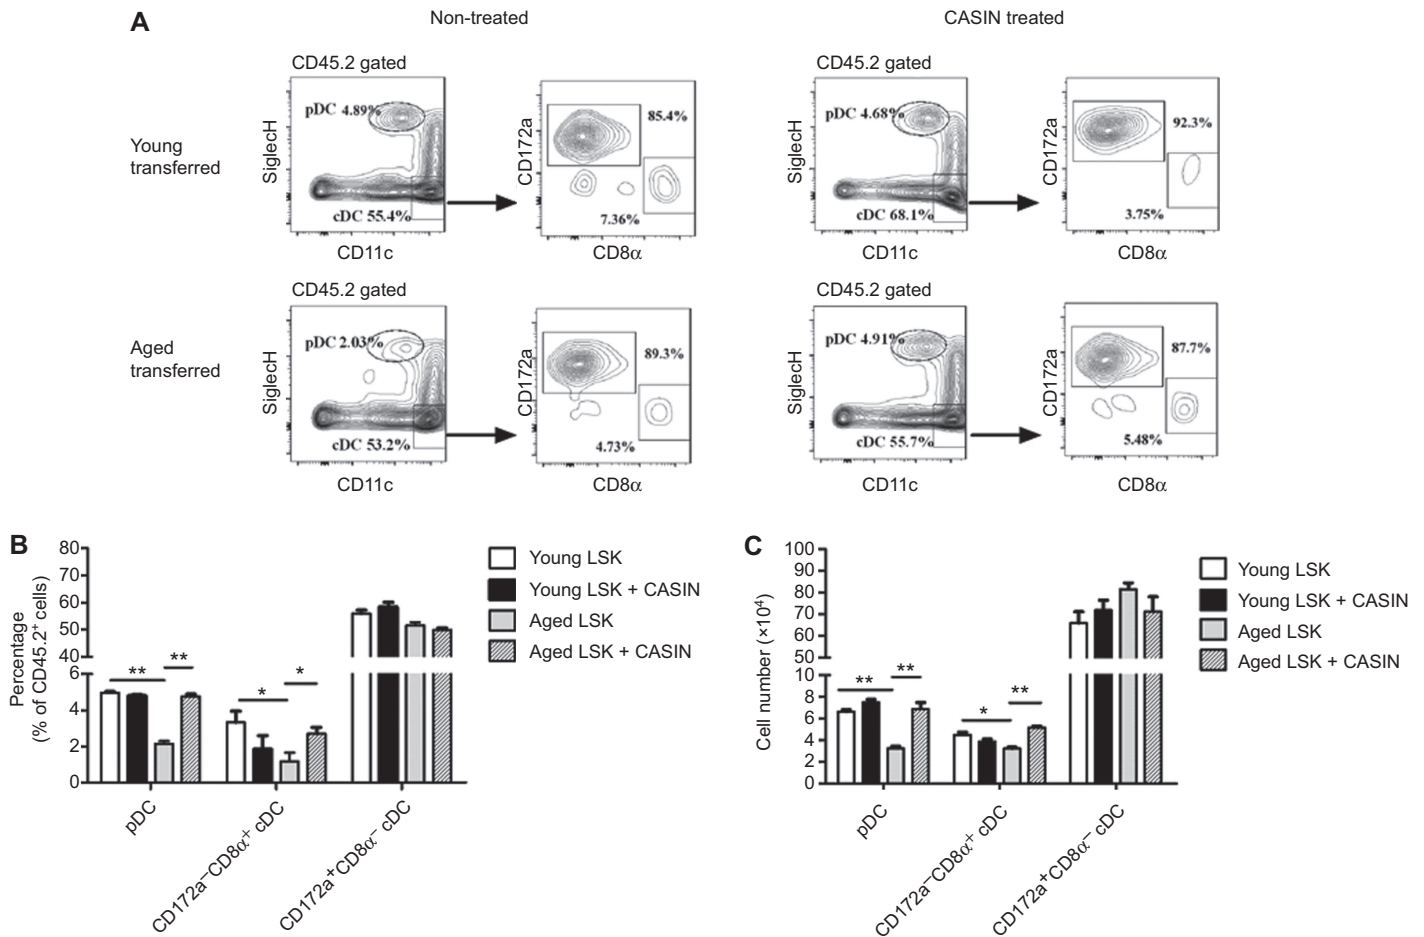 A
Non-treated
CASIN treated
CD45.2 gated
CD45.2 gated
Young
transferred
SiglecH
pDC 4.89%
cDC 55.4%
CD11c
CD172a
85.4%
7.36%
CD8α
SiglecH
pDC 4.68%
cDC 68.1%
CD11c
CD172a
92.3%
3.75%
CD8α
CD45.2 gated
CD45.2 gated
Aged
transferred
SiglecH
pDC 2.03%
cDC 53.2%
CD11c
CD172a
89.3%
4.73%
CD8α
SiglecH
pDC 4.91%
cDC 55.7%
CD11c
CD172a
87.7%
5.48%
CD8α
B
Percentage
(% of CD45.2⁺ cells)
80
70
60
50
40
6
4
2
0
**
**
*
*
pDC
CD172a⁻CD8α⁺ cDC
CD172a⁺CD8α⁻ cDC
Young LSK
Young LSK + CASIN
Aged LSK
Aged LSK + CASIN
C
Cell number (×10⁴)
100
90
80
70
60
50
10
8
6
4
2
0
**
**
*
**
pDC
CD172a⁻CD8α⁺ cDC
CD172a⁺CD8α⁻ cDC
Young LSK
Young LSK + CASIN
Aged LSK
Aged LSK + CASIN